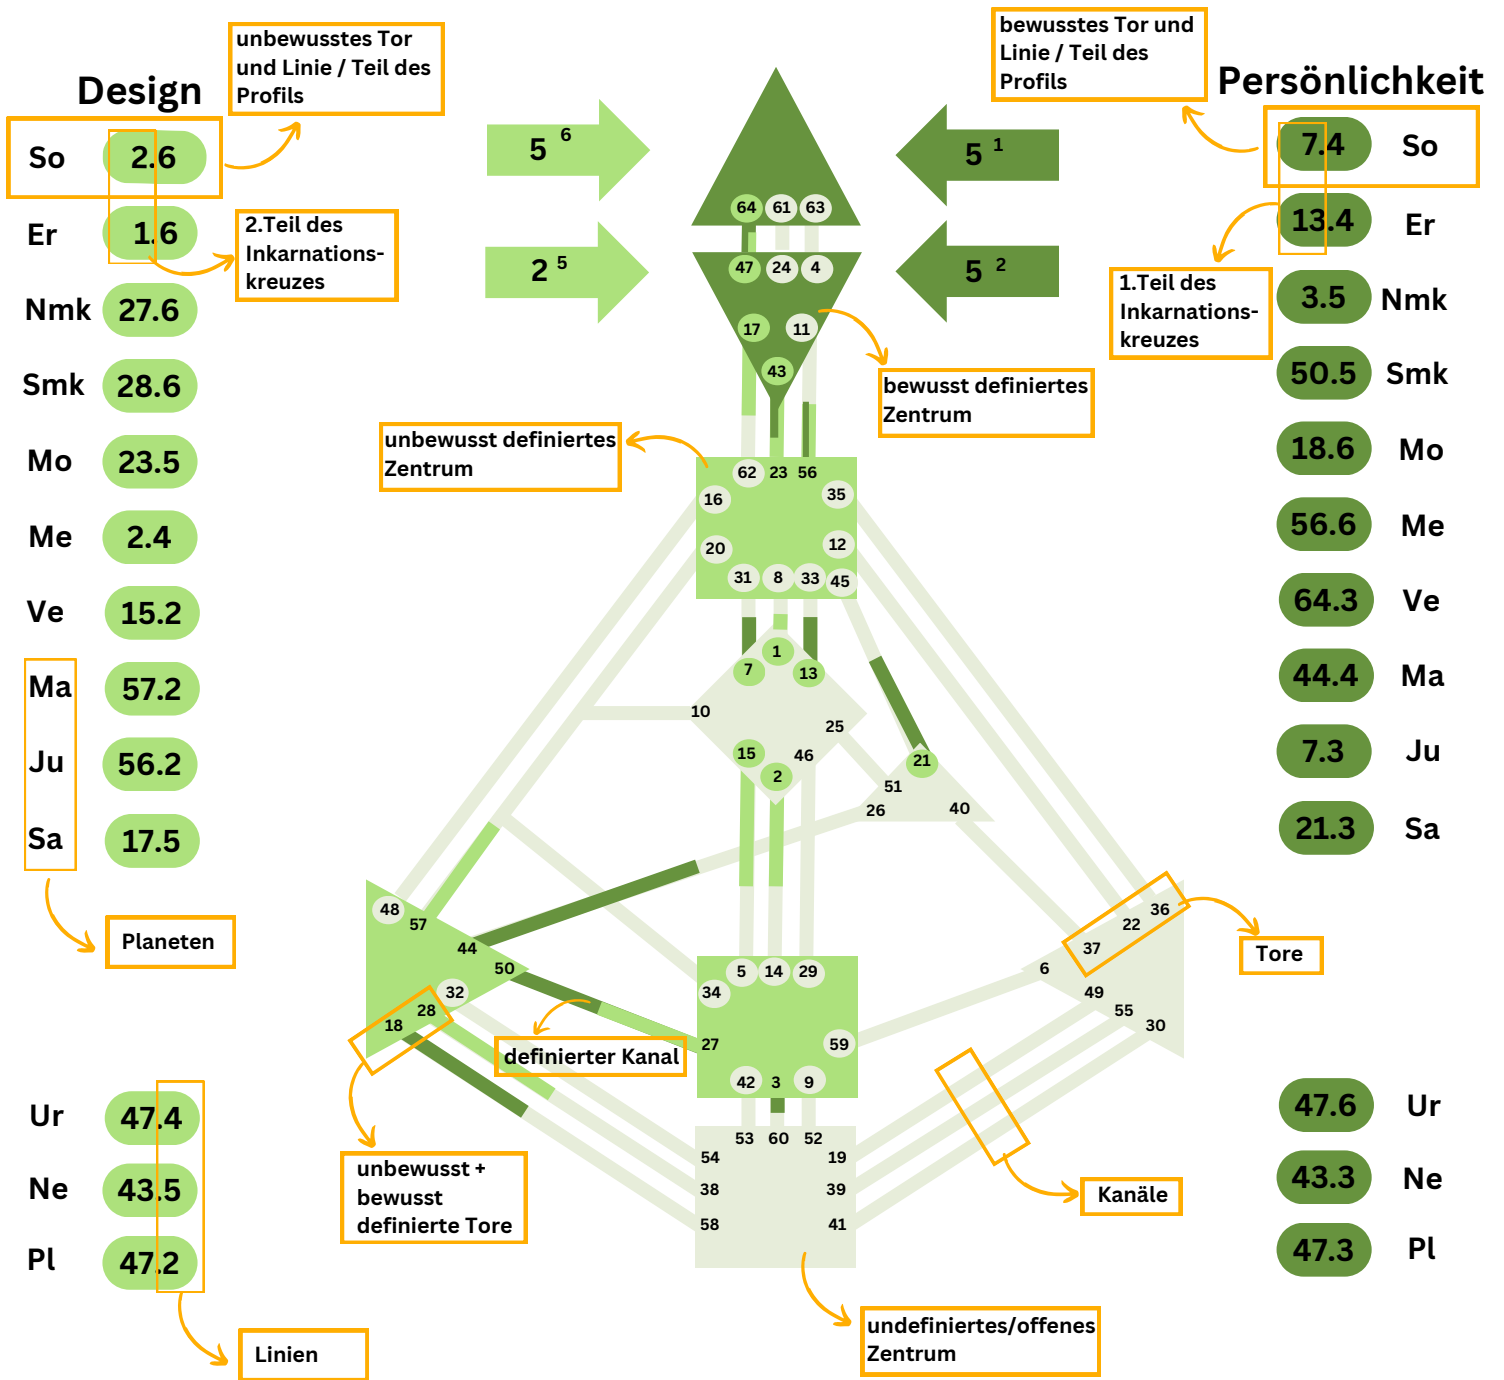 unbewusstes Tor
und Linie / Teil des
Profils
bewusstes Tor und
Linie / Teil des
Profils
Design
Persönlichkeit
So 2.6
Er 1.6
Nmk 27.6
Smk 28.6
Mo 23.5
Me 2.4
Ve 15.2
Ma 57.2
Ju 56.2
Sa 17.5
2.Teil des
Inkarnations-
kreuzes
Planeten
Ur 47.4
Ne 43.5
Pl 47.2
Linien
5 6
2 5
5 1
5 2
64 61 63
47 24 4
17 11
43
bewusst definiertes
Zentrum
unbewusst definiertes
Zentrum
62 23 56
16 35
20 12
31 8 33 45
1
7 13
10
25
15 46
2
21
51
26 40
48
57
44
50
32
28
18
36
22
37
6
49
55
30
5 14 29
34
27 59
42 3 9
definierter Kanal
53 60 52
54 19
38 39
58 41
unbewusst +
bewusst
definierte Tore
Tore
Kanäle
undefiniertes/offenes
Zentrum
7.4 So
13.4 Er
3.5 Nmk
50.5 Smk
18.6 Mo
56.6 Me
64.3 Ve
44.4 Ma
7.3 Ju
21.3 Sa
1.Teil des
Inkarnations-
kreuzes
47.6 Ur
43.3 Ne
47.3 Pl